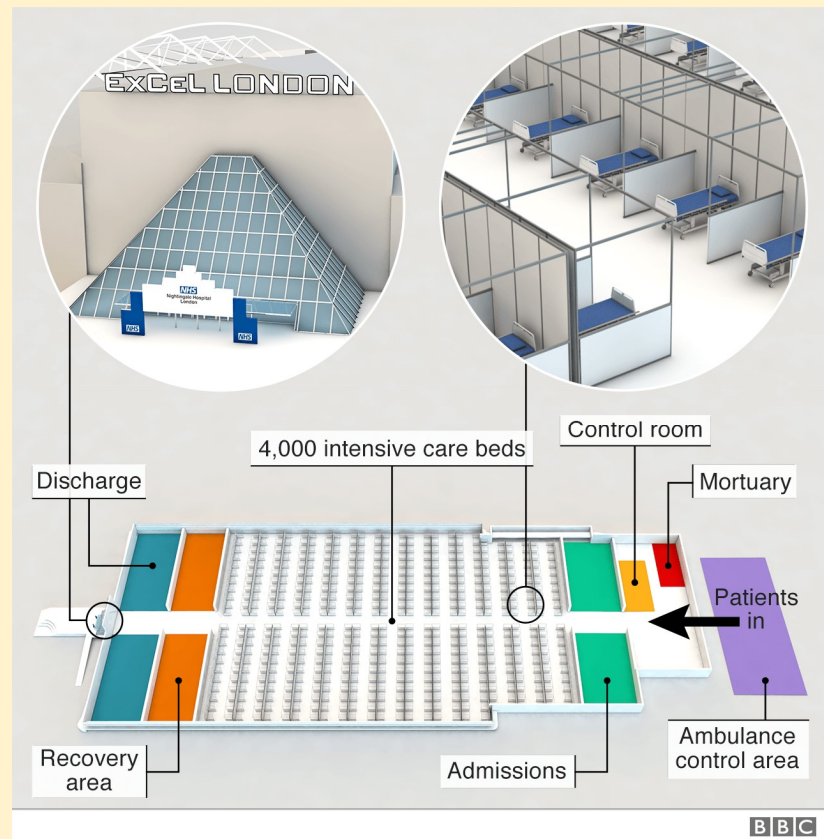 ExCeL LONDON
NHS
Nightingale Hospital
London
NHS
NHS
4,000 intensive care beds
Control room
Discharge
Mortuary
Patients
in
Recovery
area
Admissions
Ambulance
control area
BBC